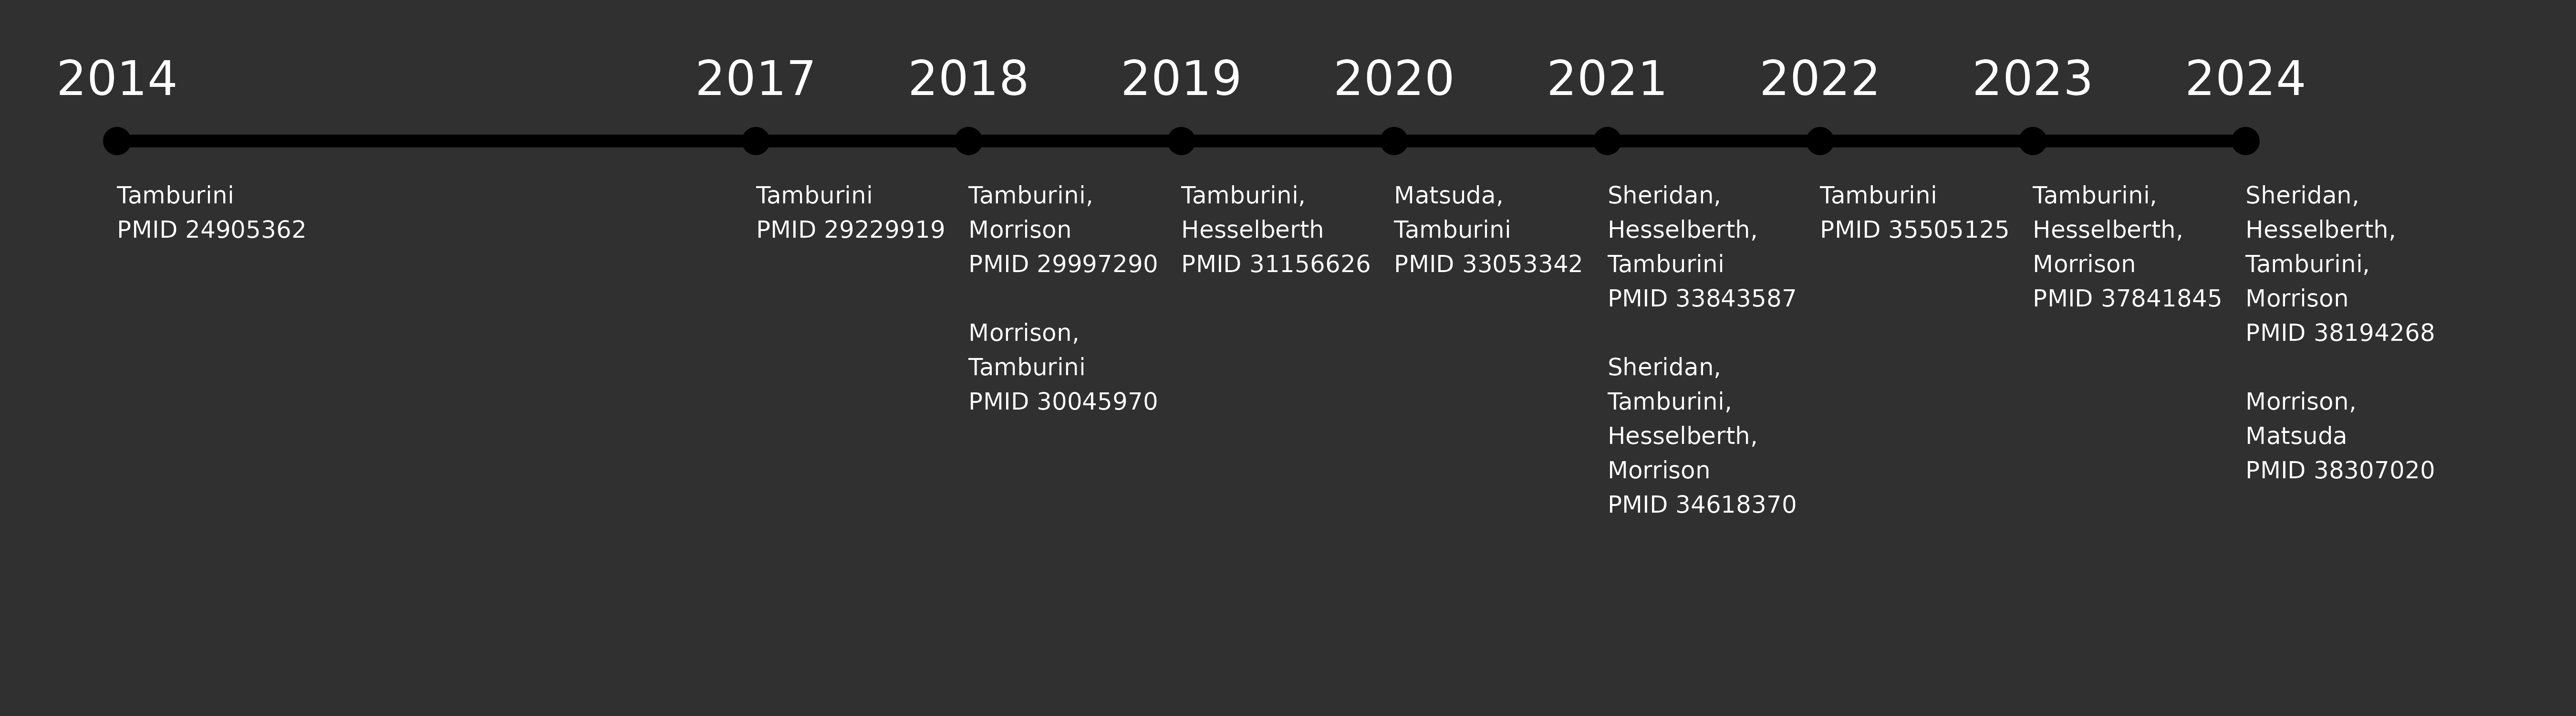 2014
2017
2018
2019
2020
2021
2022
2023
2024
Tamburini
PMID 24905362
Tamburini
PMID 29229919
Tamburini,
Morrison
PMID 29997290
Morrison,
Tamburini
PMID 30045970
Tamburini,
Hesselberth
PMID 31156626
Matsuda,
Tamburini
PMID 33053342
Sheridan,
Hesselberth,
Tamburini
PMID 33843587
Sheridan,
Tamburini,
Hesselberth,
Morrison
PMID 34618370
Tamburini
PMID 35505125
Tamburini,
Hesselberth,
Morrison
PMID 37841845
Sheridan,
Hesselberth,
Tamburini,
Morrison
PMID 38194268
Morrison,
Matsuda
PMID 38307020